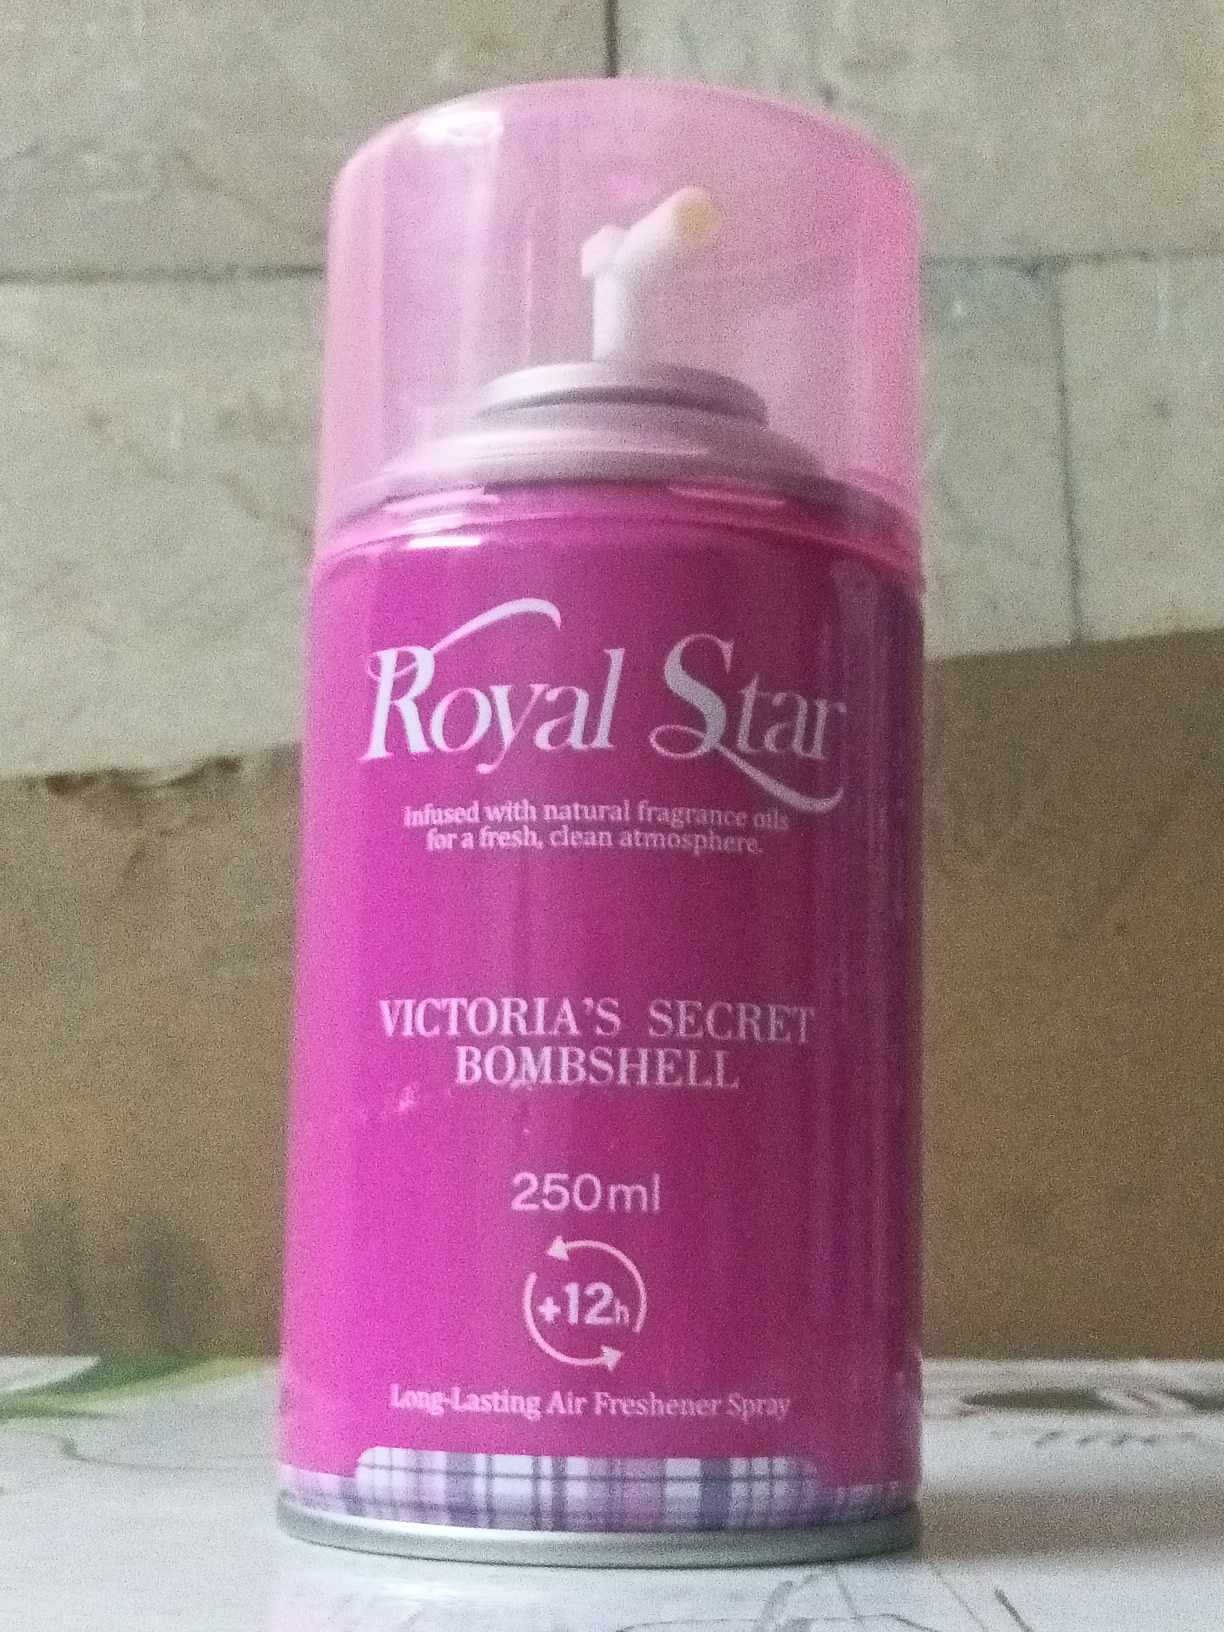 Royal Star
Infused with natural fragrance oils
for a fresh, clean atmosphere.
VICTORIA'S SECRET
BOMBSHELL
250ml
+12h
Long-Lasting Air Freshener Spray